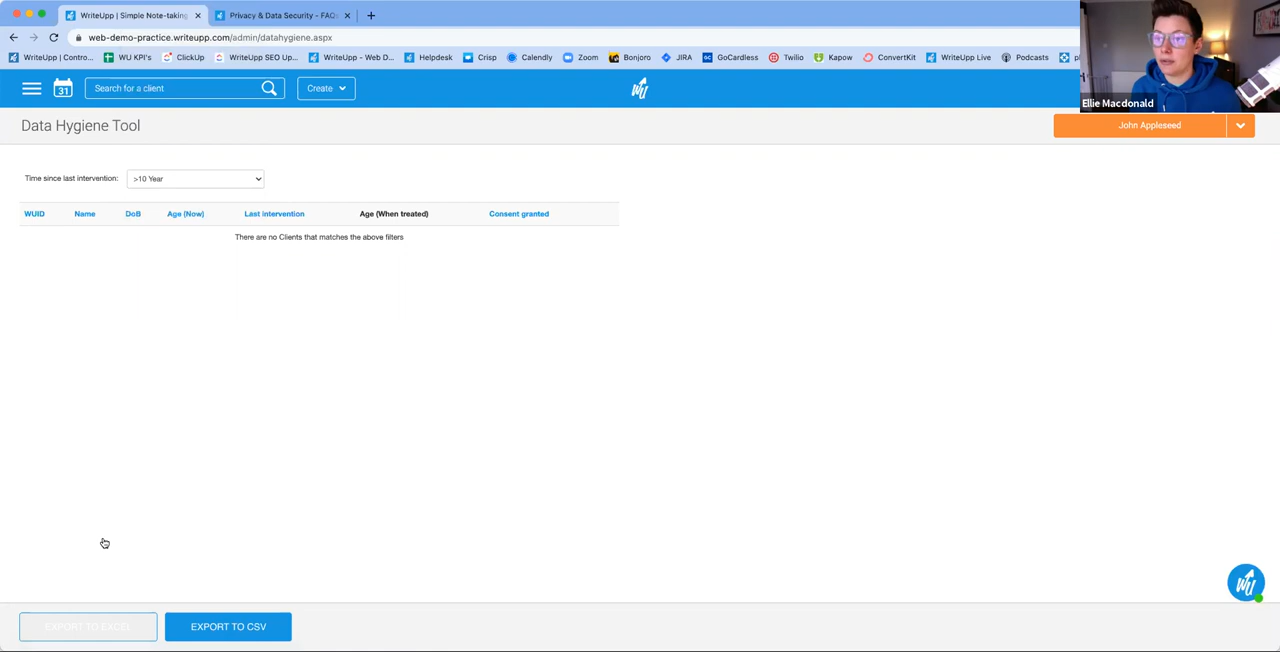 WriteUpp | Simple Note-taking
Privacy & Data Security - FAQ
web-demo-practice.writeupp.com/admin/datahygiene.aspx
WriteUpp | Contro... WU KPI's ClickUp WriteUpp SEO Up... WriteUpp - Web D... Helpdesk Crisp Calendly Zoom Bonjoro JIRA GoCardless Twilio Kapow ConvertKit WriteUpp Live Podcasts
31 Search for a client Create
Ellie Macdonald
Data Hygiene Tool
John Appleseed
Time since last intervention: >10 Year
WUID Name DoB Age (Now) Last intervention Age (When treated) Consent granted
There are no Clients that matches the above filters
EXPORT TO EXCEL EXPORT TO CSV